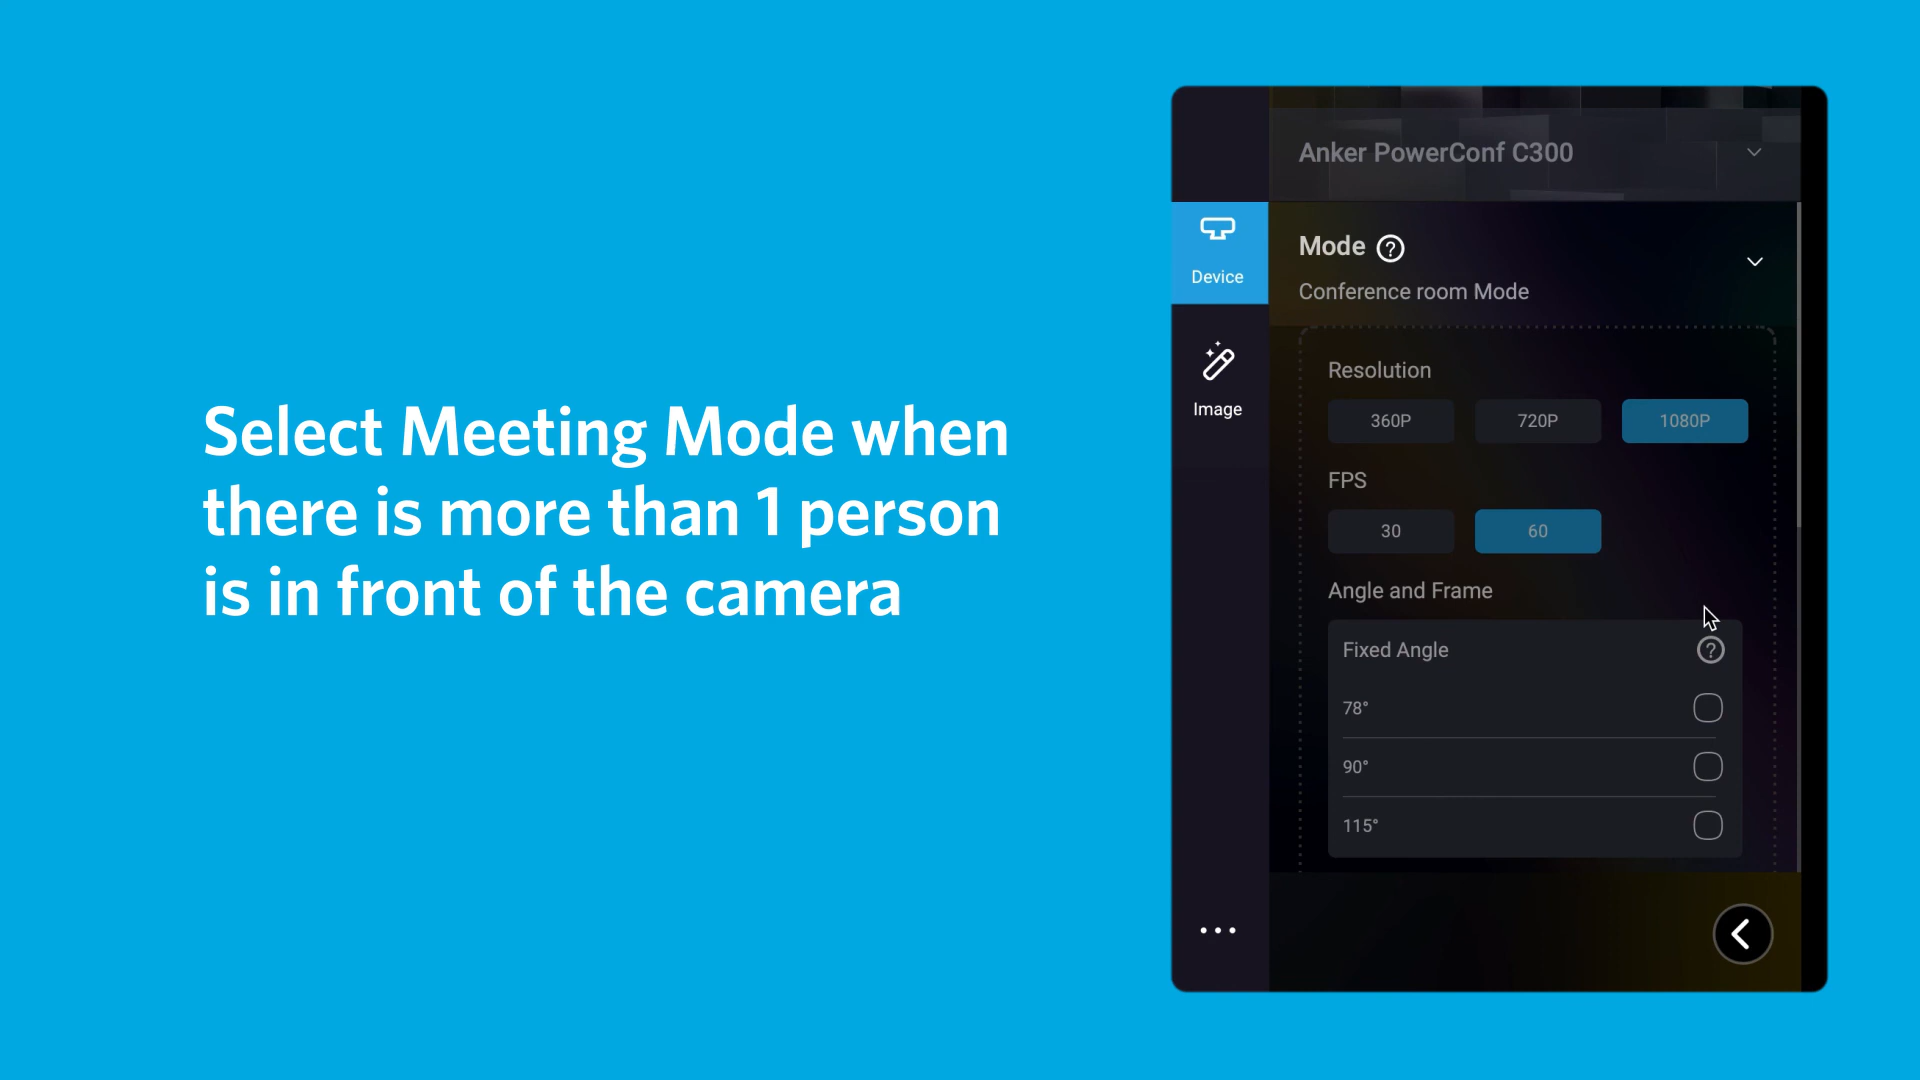 Select Meeting Mode when
there is more than 1 person
is in front of the camera
Anker PowerConf C300
Device
Image
Mode ?
Conference room Mode
Resolution
360P 720P 1080P
FPS
30 60
Angle and Frame
Fixed Angle ?
78°
90°
115°